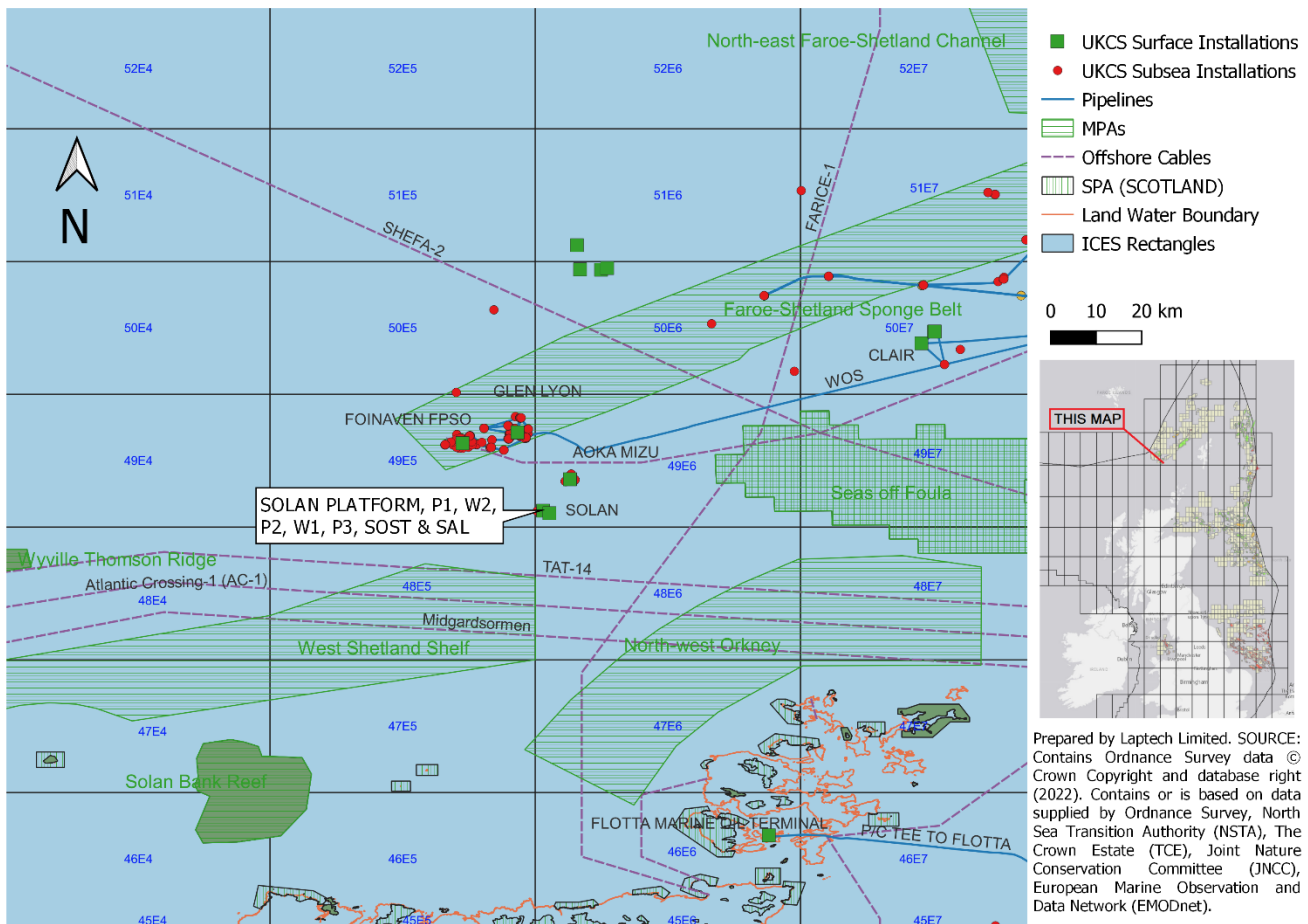 North-east Faroe-Shetland Channel
52E4
52E5
52E6
52E7
51E4
51E5
51E6
51E7
N
SHEFA-2
FARICE-1
50E4
50E5
50E6
50E7
Faroe-Shetland Sponge Belt
CLAIR
WOS
GLEN LYON
FOINAVEN FPSO
AOKA MIZU
49E4
49E5
49E6
49E7
Seas off Foula
SOLAN PLATFORM, P1, W2,
P2, W1, P3, SOST & SAL
SOLAN
Wyville Thomson Ridge
TAT-14
Atlantic Crossing-1 (AC-1)
48E4
48E5
48E6
48E7
Midgardsormen
West Shetland Shelf
North-west Orkney
47E4
47E5
47E6
Solan Bank Reef
FLOTTA MARINE OIL TERMINAL
P/C TEE TO FLOTTA
46E4
46E5
46E6
46E7
45E4
45E5
45E6
45E7
UKCS Surface Installations
UKCS Subsea Installations
Pipelines
MPAs
Offshore Cables
SPA (SCOTLAND)
Land Water Boundary
ICES Rectangles
0 10 20 km
THIS MAP
Prepared by Laptech Limited. SOURCE:
Contains Ordnance Survey data ©
Crown Copyright and database right
(2022). Contains or is based on data
supplied by Ordnance Survey, North
Sea Transition Authority (NSTA), The
Crown Estate (TCE), Joint Nature
Conservation Committee (JNCC),
European Marine Observation and
Data Network (EMODnet).